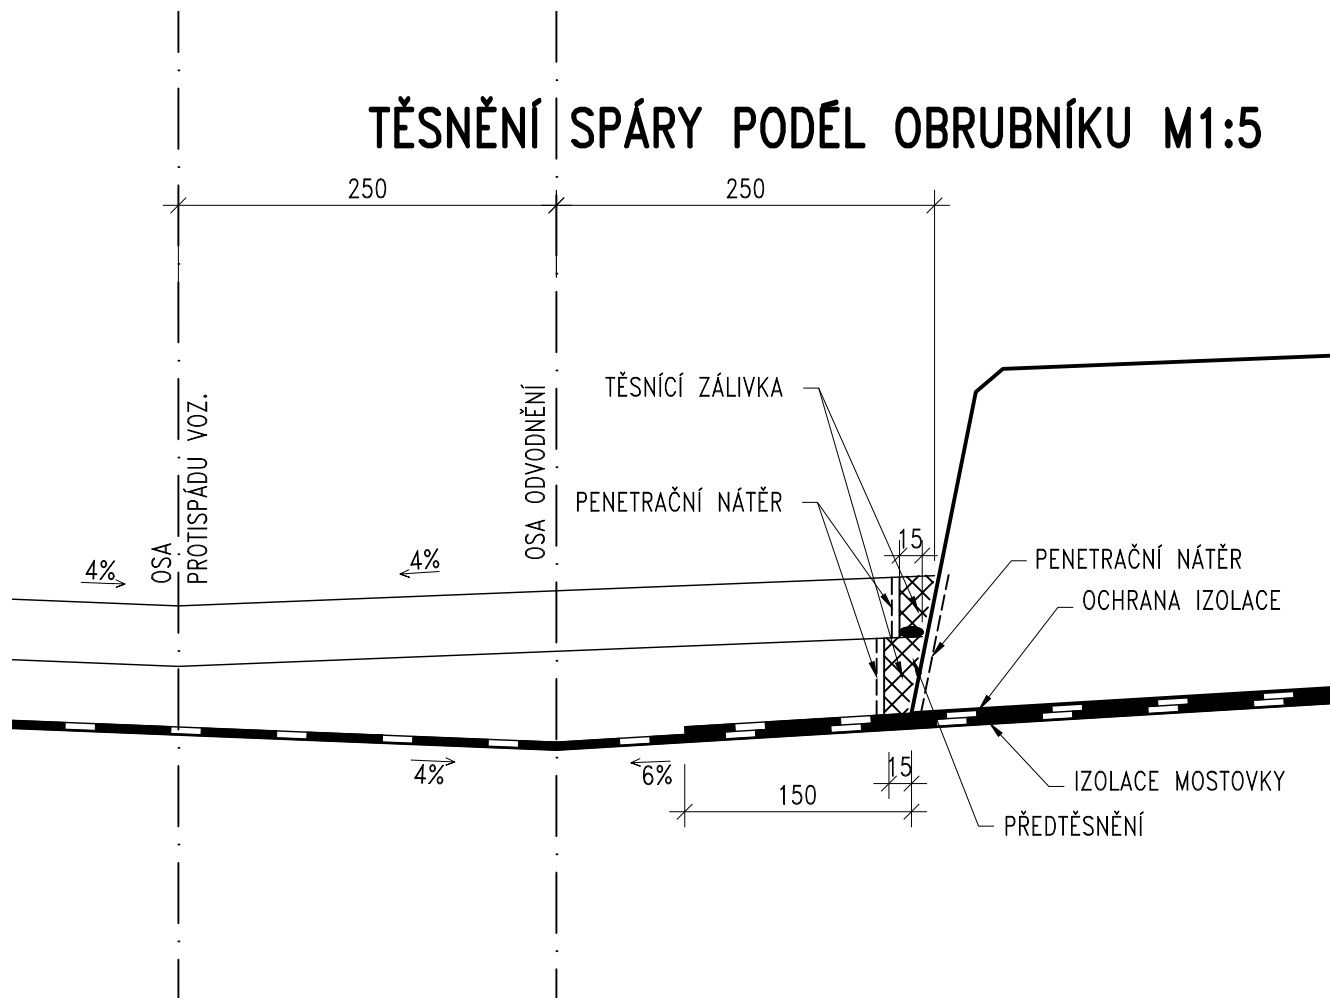 TĚSNĚNÍ SPÁRY PODÉL OBRUBNÍKU M1:5
250
250
TĚSNÍCÍ ZÁLIVKA
OSA
PROTISPÁDU VOZ.
OSA ODVODNĚNÍ
PENETRAČNÍ NÁTĚR
15
4%
4%
PENETRAČNÍ NÁTĚR
OCHRANA IZOLACE
4%
6%
15
150
IZOLACE MOSTOVKY
PŘEDTĚSNĚNÍ